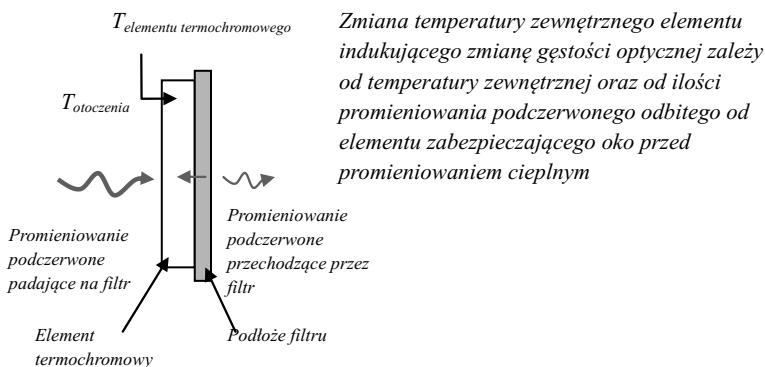 T elementu termochromowego
T otoczenia
Zmiana temperatury zewnętrznego elementu
indukującego zmianę gęstości optycznej zależy
od temperatury zewnętrznej oraz od ilości
promieniowania podczerwonego odbitego od
elementu zabezpieczającego oko przed
promieniowaniem cieplnym
Promieniowanie
podczerwone
padające na filtr
Promieniowanie
podczerwone
przechodzące przez
filtr
Element
termochromowy
Podłoże filtru